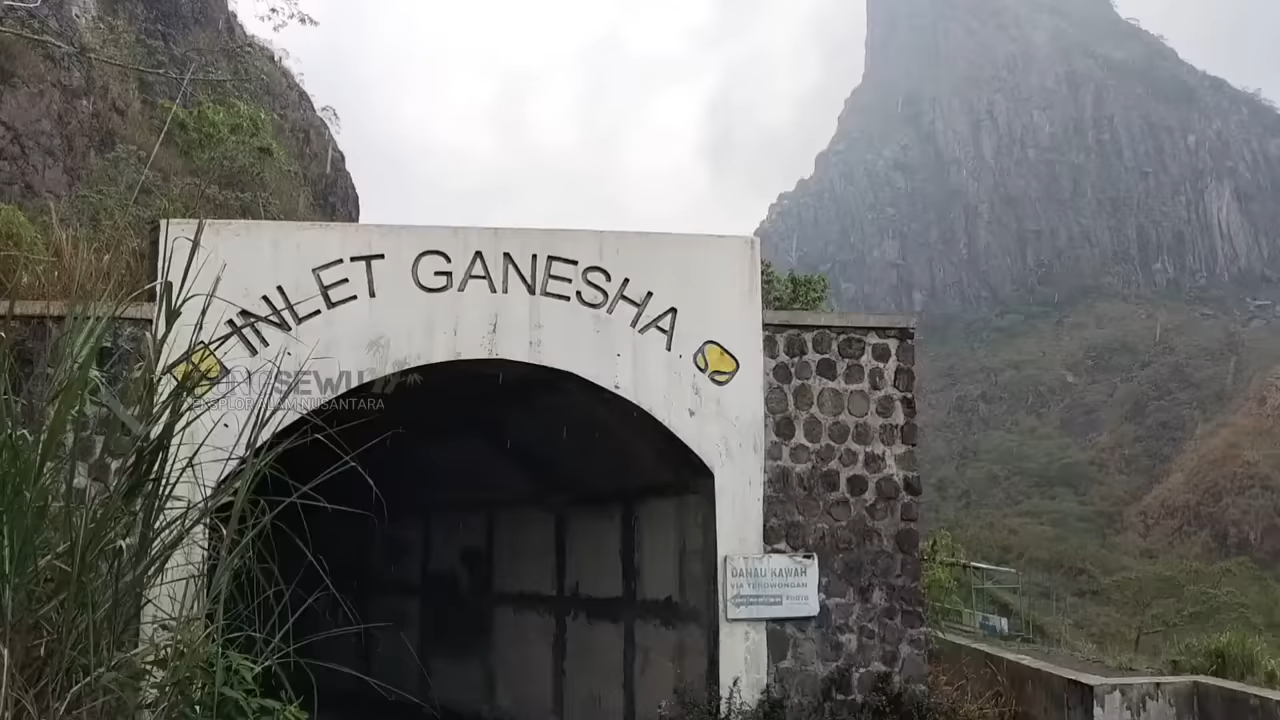 INLET GANESHA
EKSPLOR ALAM NUSANTARA
DANAU KAWAH
VIA TEROWONGAN